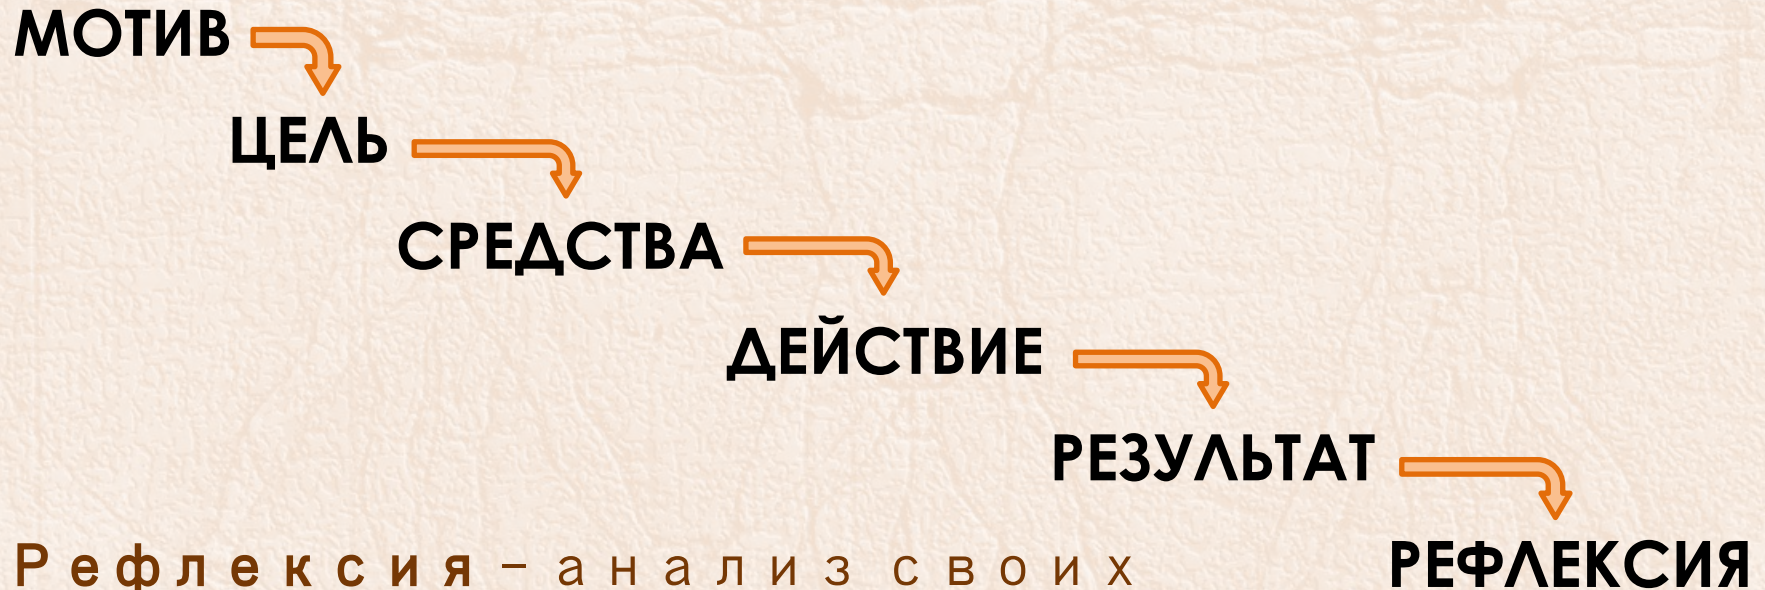 МОТИВ
ЦЕЛЬ
СРЕДСТВА
ДЕЙСТВИЕ
РЕЗУЛЬТАТ
РЕФЛЕКСИЯ
Рефлексия – анализ своих